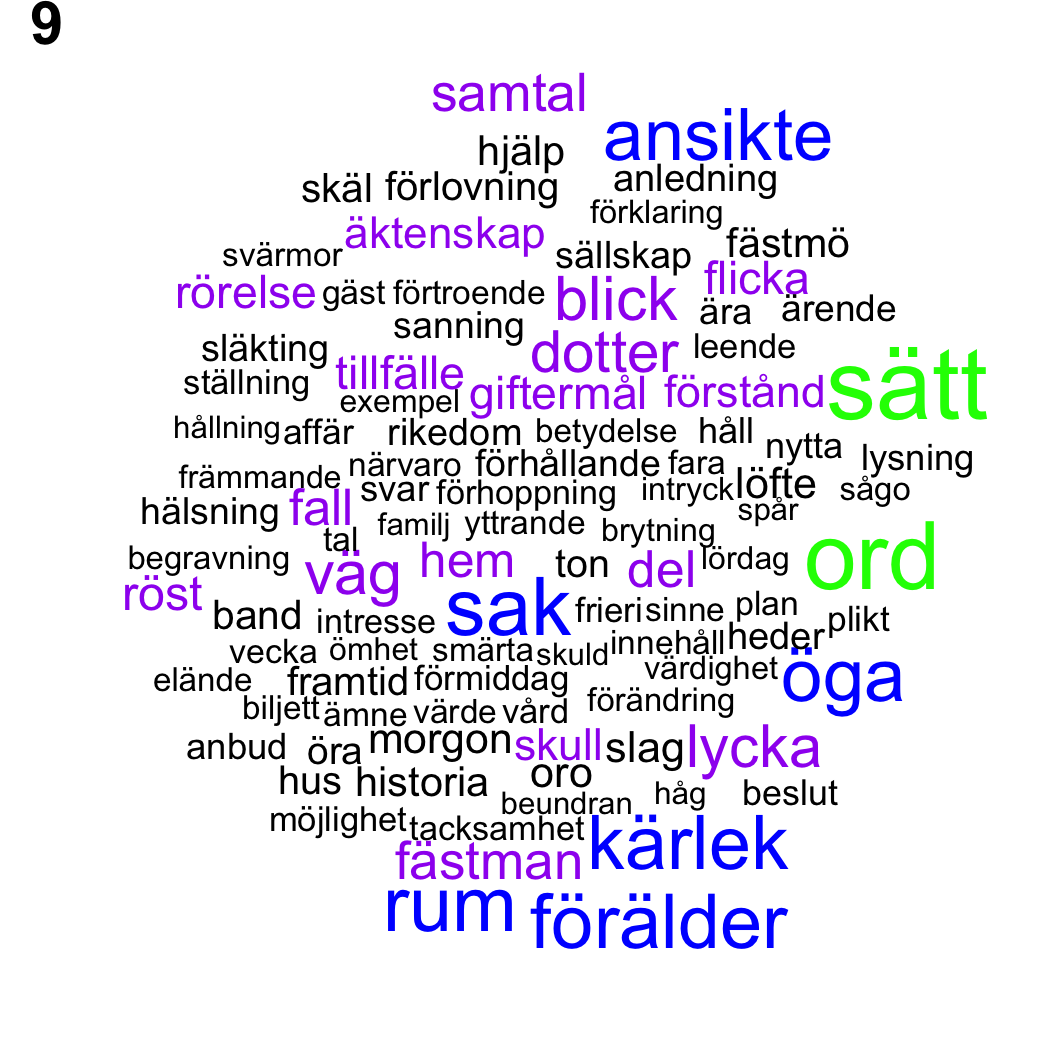 9
samtal
ansikte
hjälp
skäl förlovning anledning
förklaring
svärmor äktenskap sällskap fästmö
rörelse gäst förtroende blick flicka
sanning ära ärende
släkting dotter leende
ställning tillfälle giftermål förstånd sätt
exempel
hållning affär rikedom betydelse håll nytta lysning
främmande närvaro förhållande fara
hälsning fall svar förhoppning intryck löfte sågo
tal familj yttrande brytning spår
begravning väg hem ton del lördag ord
röst band intresse sak frieri sinne plan plikt
vecka ömhet smärta skuld innehåll heder
elände framtid förmiddag värdighet öga
biljett ämne värde vård förändring
anbud öra morgon skull slag lycka
hus historia oro
beundran håg beslut
möjlighet tacksamhet kärlek
fästman
rum förälder